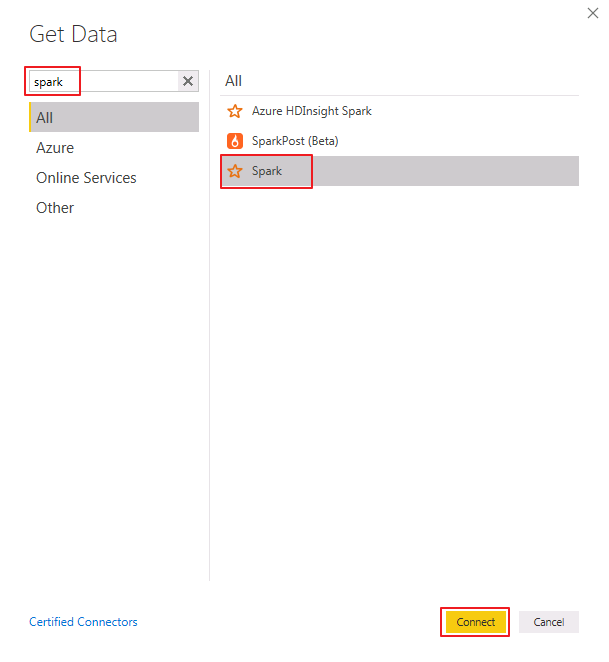 Get Data
spark
All
Azure
Online Services
Other
All
Azure HDInsight Spark
SparkPost (Beta)
Spark
Certified Connectors
Connect
Cancel